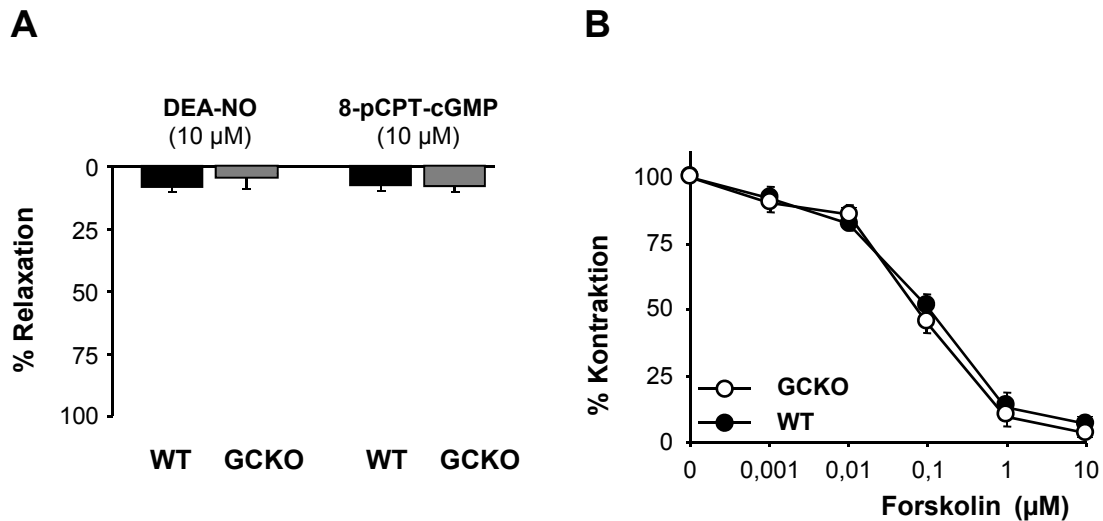 A
DEA-NO 8-pCPT-cGMP
(10 µM) (10 µM)
% Relaxation
0
25
50
75
100
WT GCKO WT GCKO
B
% Kontraktion
100
75
50
25
0
GCKO
WT
0 0,001 0,01 0,1 1 10
Forskolin (µM)